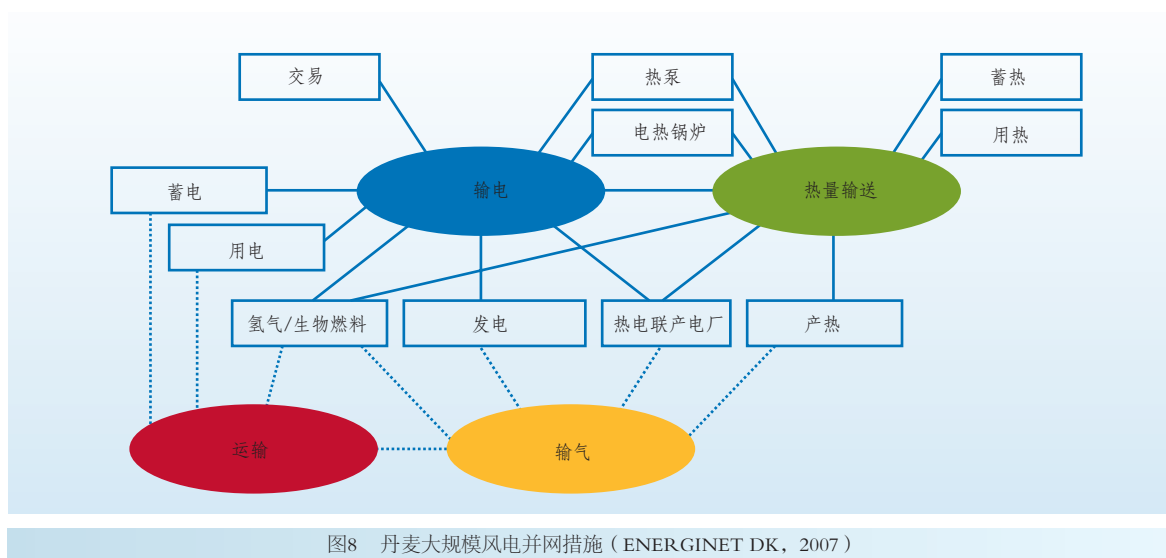 交易
热泵
蓄热
电热锅炉
用热
蓄电
输电
热量输送
用电
氢气/生物燃料
发电
热电联产电厂
产热
运输
输气
图8 丹麦大规模风电并网措施（ENERGINET DK，2007）